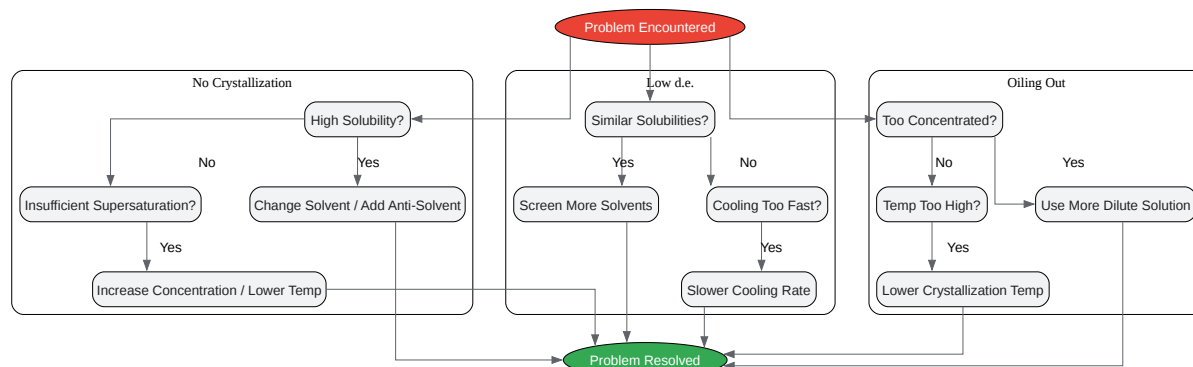 Problem Encountered
No Crystallization
Low d.e.
Oiling Out
High Solubility?
Similar Solubilities?
Too Concentrated?
No
Yes
Yes
No
No
Yes
Insufficient Supersaturation?
Change Solvent / Add Anti-Solvent
Screen More Solvents
Cooling Too Fast?
Temp Too High?
Use More Dilute Solution
Yes
Yes
Yes
Increase Concentration / Lower Temp
Slower Cooling Rate
Lower Crystallization Temp
Problem Resolved